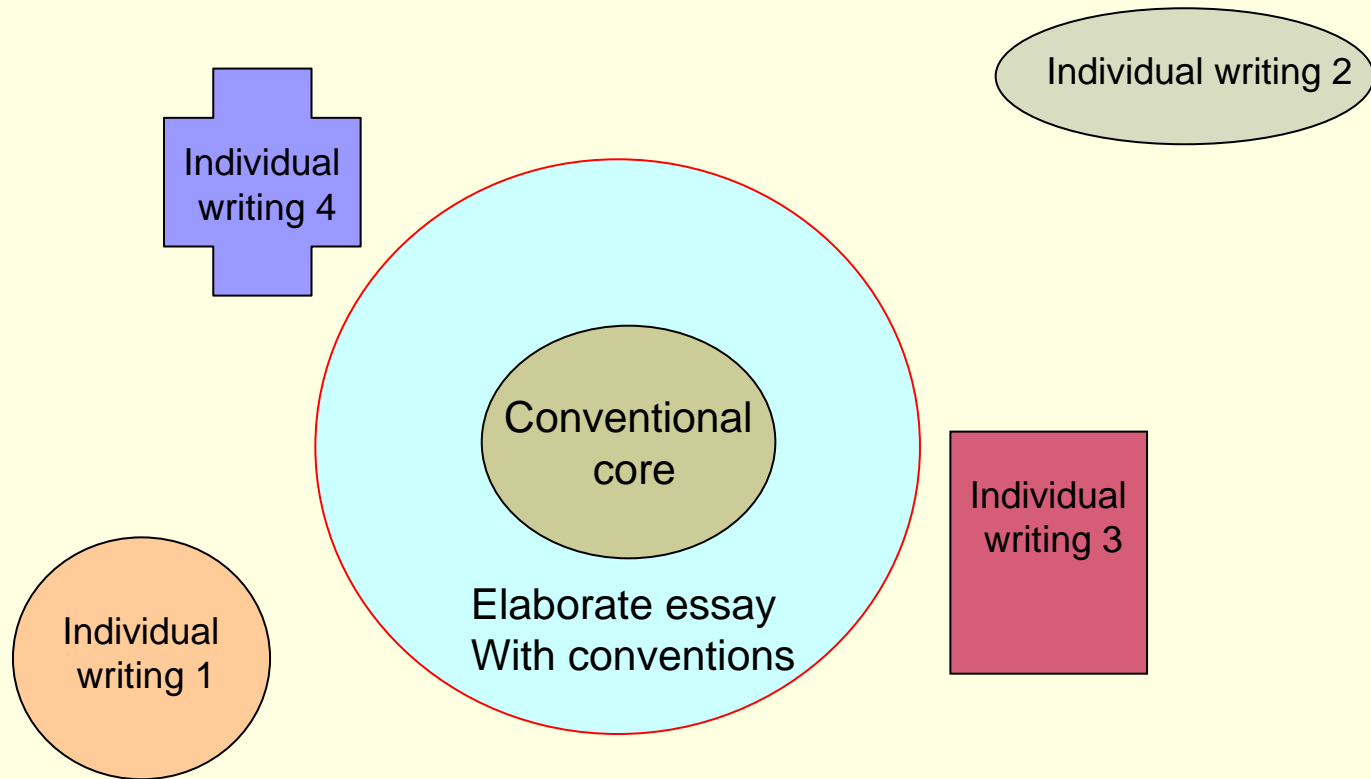 Individual writing 2
Individual
writing 4
Conventional
core
Individual
writing 3
Elaborate essay
With conventions
Individual
writing 1